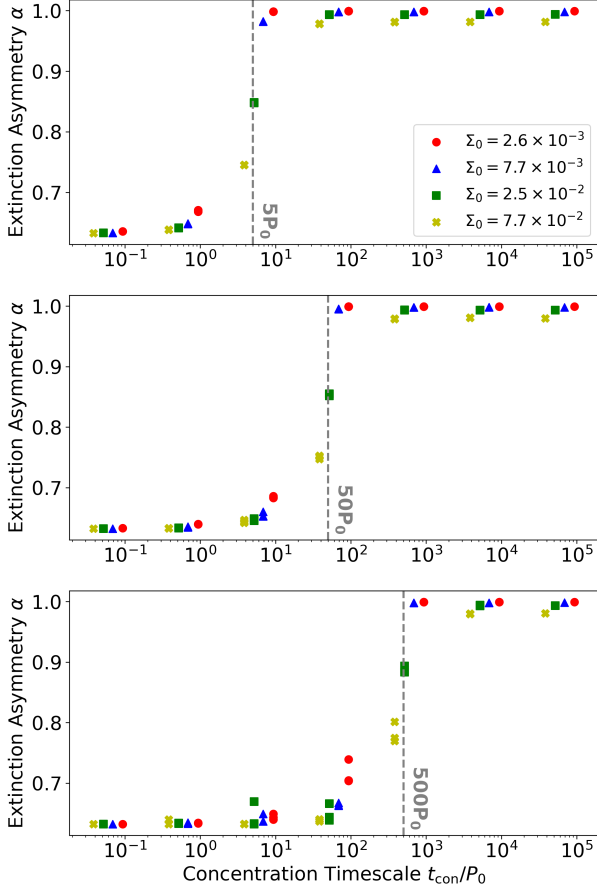 Extinction Asymmetry α
1.0
0.9
0.8
0.7
5P₀
Σ₀ = 2.6 × 10⁻³
Σ₀ = 7.7 × 10⁻³
Σ₀ = 2.5 × 10⁻²
Σ₀ = 7.7 × 10⁻²
10⁻¹ 10⁰ 10¹ 10² 10³ 10⁴ 10⁵
Extinction Asymmetry α
1.0
0.9
0.8
0.7
50P₀
10⁻¹ 10⁰ 10¹ 10² 10³ 10⁴ 10⁵
Extinction Asymmetry α
1.0
0.9
0.8
0.7
500P₀
10⁻¹ 10⁰ 10¹ 10² 10³ 10⁴ 10⁵
Concentration Timescale t_con/P₀